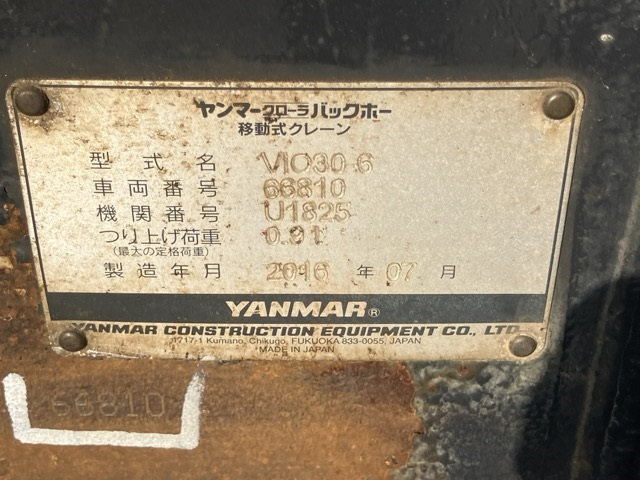 ヤンマークローラバックホー
移動式クレーン
型式名 VIO30-6
車両番号 66810
機関番号 U1825
つり上げ荷重 0.91
(最大の定格荷重)
製造年月 2016 年 07 月
YANMAR®
YANMAR CONSTRUCTION EQUIPMENT CO., LTD.
1717-1 Kumano, Chikugo, FUKUOKA 833-0055, JAPAN
MADE IN JAPAN
66810